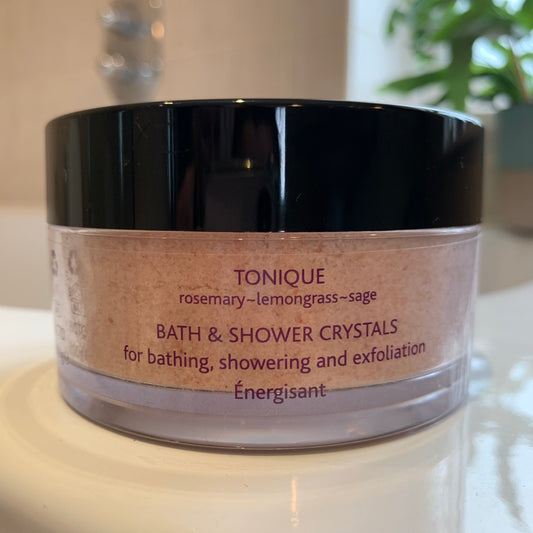 TONIQUE
rosemary~lemongrass~sage
BATH & SHOWER CRYSTALS
for bathing, showering and exfoliation
Énergisant